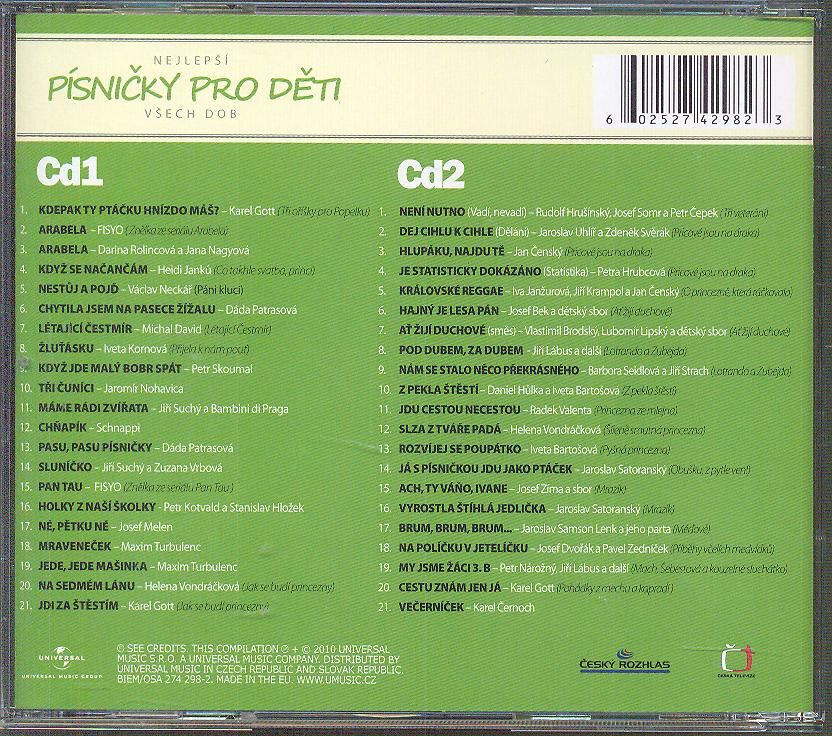 NEJLEPŠÍ
PÍSNIČKY PRO DĚTI
VŠECH DOB
6 02527 42982 3
Cd1
1. KDEPAK TY PTÁČKU HNÍZDO MÁŠ? – Karel Gott (Tři oříšky pro Popelku)
2. ARABELA – FISYO (Znělka ze seriálu Arabela)
3. ARABELA – Darina Rolincová a Jana Nagyová
4. KDYŽ SE NAČANČÁM – Heidi Janků (Co takhle svatba, princi)
5. NESTŮJ A POJĎ – Václav Neckář (Páni kluci)
6. CHYTILA JSEM NA PASECE ŽÍŽALU – Dáda Patrasová
7. LÉTAJÍCÍ ČESTMÍR – Michal David (Létající Čestmír)
8. ŽLUŤÁSKU – Iveta Kornová (Přijela k nám pouť)
9. KDYŽ JDE MALÝ BOBR SPÁT – Petr Skoumal
10. TŘI ČUNÍCI – Jaromír Nohavica
11. MÁME RÁDI ZVÍŘATA – Jiří Suchý a Bambini di Praga
12. CHŇAPÍK – Schnappi
13. PASU, PASU PÍSNIČKY – Dáda Patrasová
14. SLUNÍČKO – Jiří Suchý a Zuzana Vrbová
15. PAN TAU – FISYO (Znělka ze seriálu Pan Tau )
16. HOLKY Z NAŠÍ ŠKOLKY – Petr Kotvald a Stanislav Hložek
17. NÉ, PĚTKU NÉ – Josef Melen
18. MRAVENEČEK – Maxim Turbulenc
19. JEDE, JEDE MAŠINKA – Maxim Turbulenc
20. NA SEDMÉM LÁNU – Helena Vondráčková (Jak se budí princezny)
21. JDI ZA ŠTĚSTÍM – Karel Gott (Jak se budí princezny)
Cd2
1. NENÍ NUTNO (Vadí, nevadí) – Rudolf Hrušínský, Josef Somr a Petr Čepek (Tři veteráni)
2. DEJ CIHLU K CIHLE (Dělání) – Jaroslav Uhlíř a Zdeněk Svěrák (Princové jsou na draka)
3. HLUPÁKU, NAJDU TĚ – Jan Čenský (Princové jsou na draka)
4. JE STATISTICKY DOKÁZÁNO (Statistika) – Petra Hrubcová (Princové jsou na draka)
5. KRÁLOVSKÉ REGGAE – Iva Janžurová, Jiří Krampol a Jan Čenský (O princezně, která ráčkovala)
6. HAJNÝ JE LESA PÁN – Josef Bek a dětský sbor (Ať žijí duchové)
7. AŤ ŽIJÍ DUCHOVÉ (směs) – Vlastimil Brodský, Lubomír Lipský a dětský sbor (Ať žijí duchové)
8. POD DUBEM, ZA DUBEM - Jiří Lábus a další (Lotrando a Zubejda)
9. NÁM SE STALO NĚCO PŘEKRÁSNÉHO – Barbora Seidlová a Jiří Strach (Lotrando a Zubejda)
10. Z PEKLA ŠTĚSTÍ – Daniel Hůlka a Iveta Bartošová (Z pekla štěstí)
11. JDU CESTOU NECESTOU – Radek Valenta (Princezna ze mlejna)
12. SLZA Z TVÁŘE PADÁ – Helena Vondráčková (Šíleně smutná princezna)
13. ROZVÍJEJ SE POUPÁTKO – Iveta Bartošová (Pyšná princezna)
14. JÁ S PÍSNIČKOU JDU JAKO PTÁČEK – Jaroslav Satoranský (Obušku, z pytle ven!)
15. ACH, TY VÁŇO, IVANE – Josef Zíma a sbor (Mrazík)
16. VYROSTLA ŠTÍHLÁ JEDLIČKA – Jaroslav Satoranský (Mrazík)
17. BRUM, BRUM, BRUM... – Jaroslav Samson Lenk a jeho parta (Méďové)
18. NA POLÍČKU V JETELÍČKU – Josef Dvořák a Pavel Zedníček (Příběhy včelích medvídků)
19. MY JSME ŽÁCI 3. B – Petr Nárožný, Jiří Lábus a další (Mach, Šebestová a kouzelné sluchátko)
20. CESTU ZNÁM JEN JÁ – Karel Gott (Pohádky z mechu a kapradí)
21. VEČERNÍČEK – Karel Černoch
UNIVERSAL
UNIVERSAL MUSIC GROUP
© SEE CREDITS. THIS COMPILATION ℗ + © 2010 UNIVERSAL
MUSIC S.R.O. A UNIVERSAL MUSIC COMPANY. DISTRIBUTED BY
UNIVERSAL MUSIC IN CZECH REPUBLIC AND SLOVAK REPUBLIC.
BIEM/OSA 274 298-2. MADE IN THE EU. WWW.UMUSIC.CZ
ČESKÝ ROZHLAS
ČESKÁ TELEVIZE